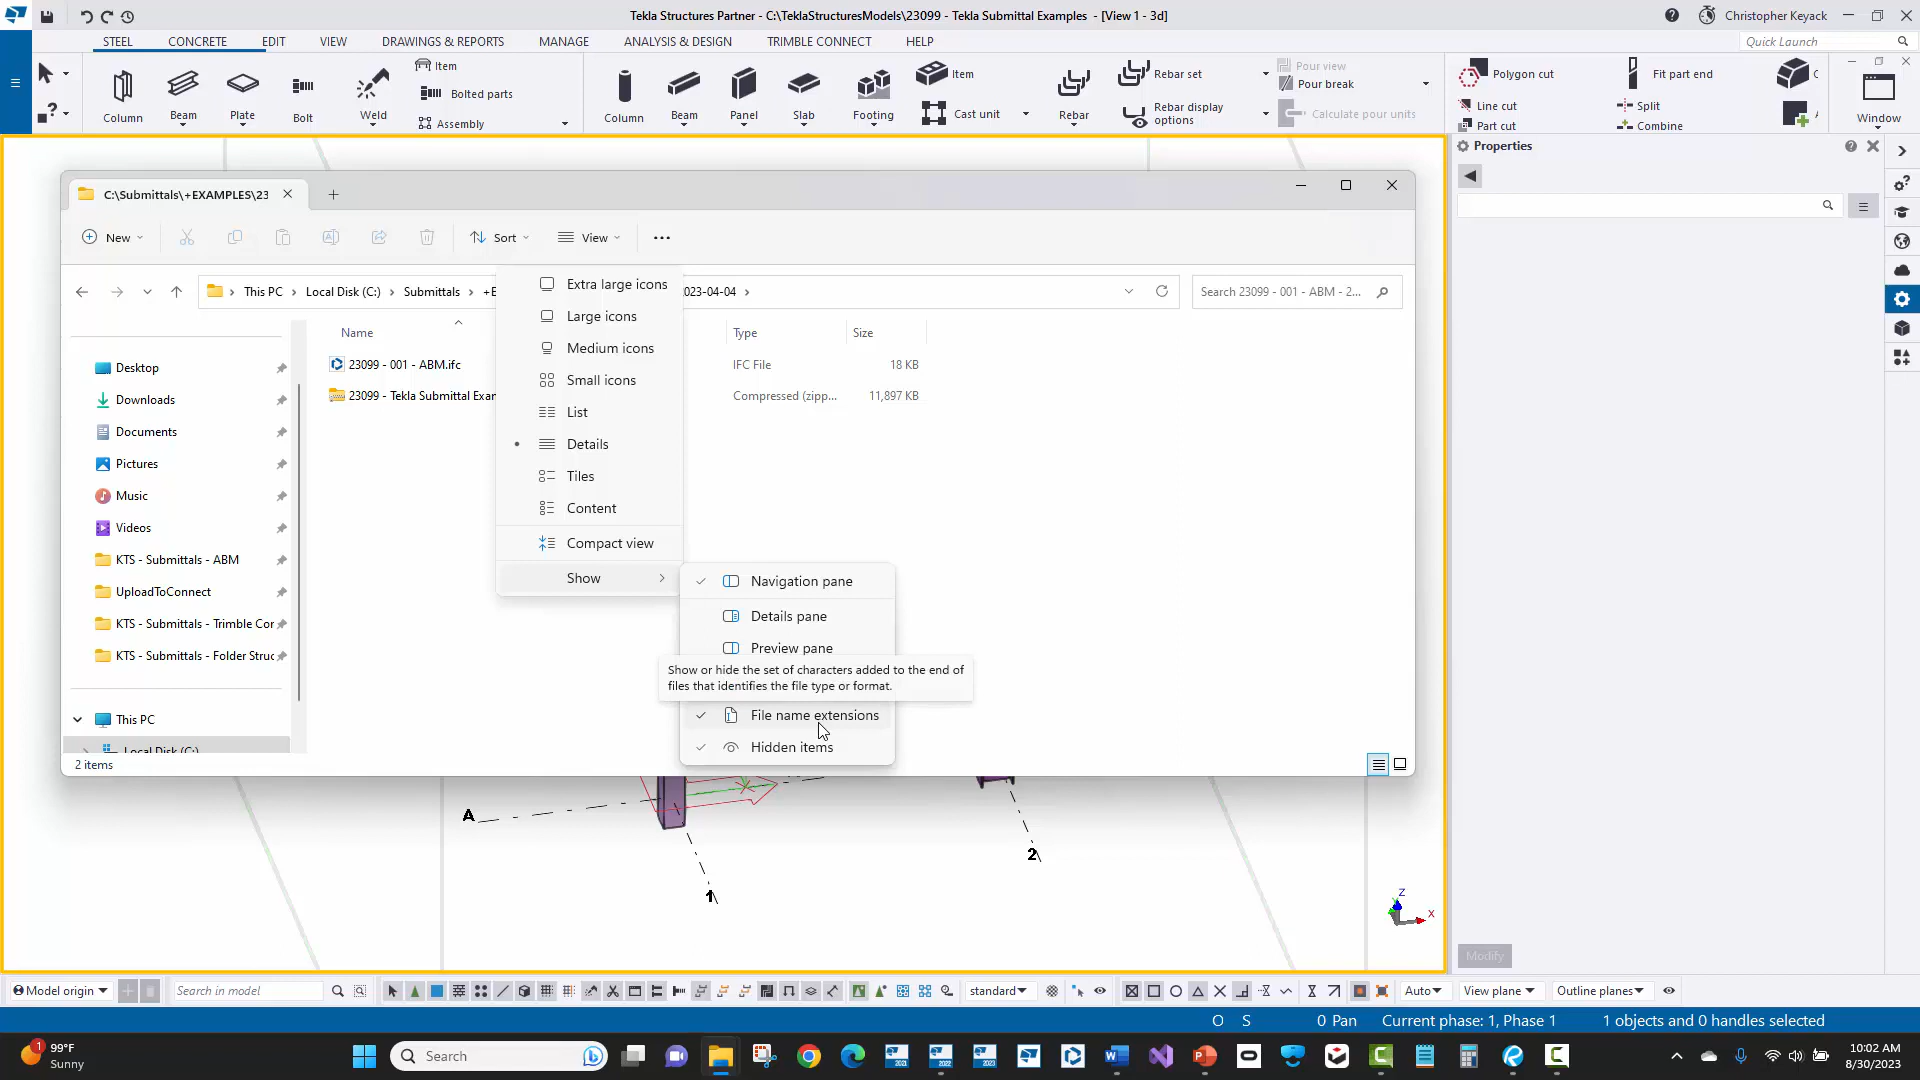 Tekla Structures Partner - C:\TeklaStructuresModels\23099 - Tekla Submittal Examples - [View 1 - 3d]
Christopher Keyack
STEEL CONCRETE EDIT VIEW DRAWINGS & REPORTS MANAGE ANALYSIS & DESIGN TRIMBLE CONNECT HELP
Quick Launch
Column
Beam
Plate
Bolt
Weld
Item
Bolted parts
Assembly
Column
Beam
Panel
Slab
Footing
Item
Cast unit
Rebar
Rebar set
Rebar display
options
Pour view
Pour break
Calculate pour units
Polygon cut
Line cut
Part cut
Fit part end
Split
Combine
Window
Properties
C:\Submittals\+EXAMPLES\23
New
Sort
View
This PC
Local Disk (C:)
Submittals
+E
2023-04-04
Search 23099 - 001 - ABM - 2...
Name
Type
Size
23099 - 001 - ABM.ifc
IFC File
18 KB
23099 - Tekla Submittal Exar
Compressed (zipp...
11,897 KB
Desktop
Downloads
Documents
Pictures
Music
Videos
KTS - Submittals - ABM
UploadToConnect
KTS - Submittals - Trimble Cor
KTS - Submittals - Folder Struc
This PC
Local Disk (C:)
2 items
Extra large icons
Large icons
Medium icons
Small icons
List
Details
Tiles
Content
Compact view
Show
Navigation pane
Details pane
Preview pane
Show or hide the set of characters added to the end of
files that identifies the file type or format.
File name extensions
Hidden items
A
1
2
Z
X
Modify
Model origin
Search in model
standard
Auto
View plane
Outline planes
O S 0 Pan Current phase: 1, Phase 1 1 objects and 0 handles selected
99°F
Sunny
Search
10:02 AM
8/30/2023